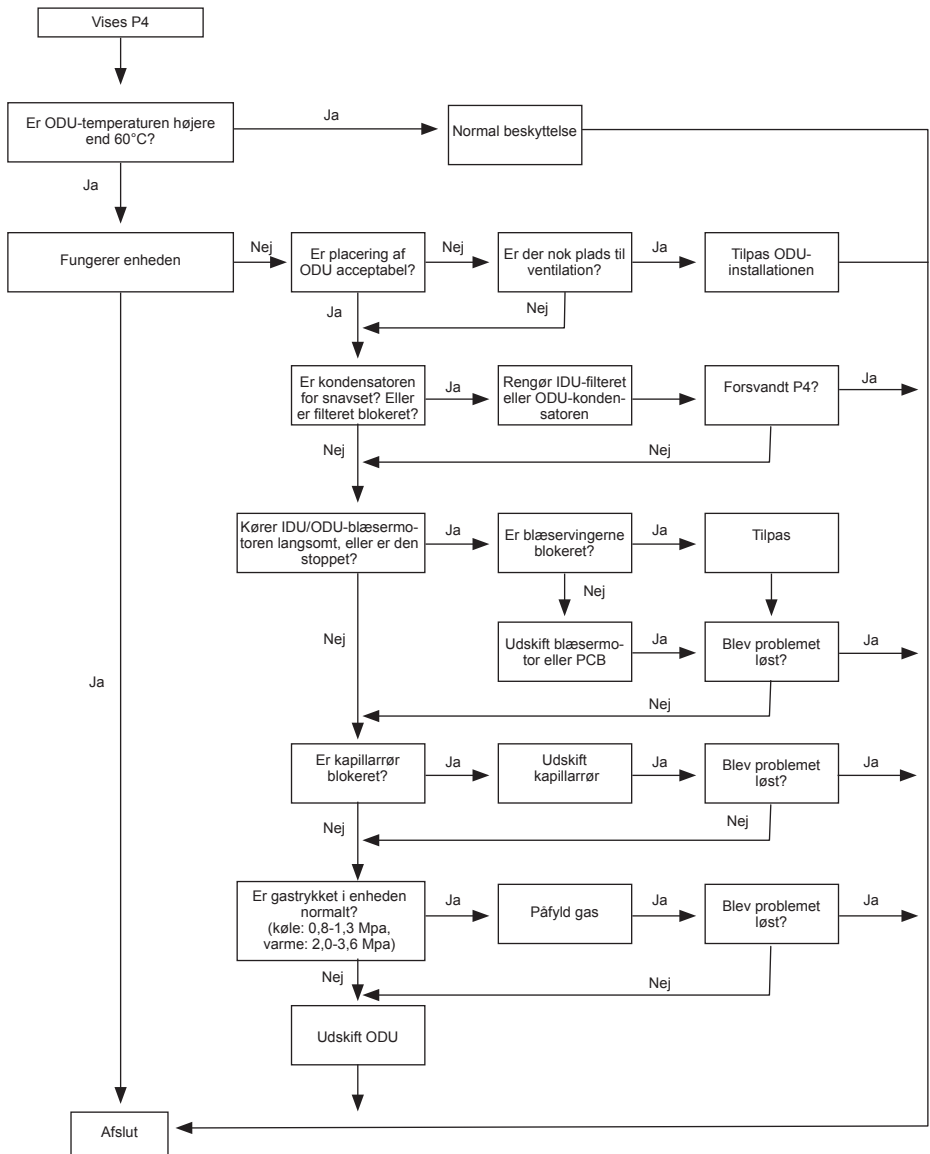 Vises P4
Er ODU-temperaturen højere
end 60°C?
Ja
Normal beskyttelse
Ja
Fungerer enheden
Nej
Er placering af
ODU acceptabel?
Nej
Er der nok plads til
ventilation?
Ja
Tilpas ODU-
installationen
Ja
Nej
Er kondensatoren
for snavset? Eller
er filteret blokeret?
Ja
Rengør IDU-filteret
eller ODU-konden-
satoren
Forsvandt P4?
Ja
Nej
Nej
Kører IDU/ODU-blæsermo-
toren langsomt, eller er den
stoppet?
Ja
Er blæservingerne
blokeret?
Ja
Tilpas
Nej
Nej
Udskift blæsermo-
tor eller PCB
Ja
Blev problemet
løst?
Ja
Ja
Nej
Er kapillarrør
blokeret?
Ja
Udskift
kapillarrør
Ja
Blev problemet
løst?
Ja
Nej
Nej
Er gastrykket i enheden
normalt?
(køle: 0,8-1,3 Mpa,
varme: 2,0-3,6 Mpa)
Ja
Påfyld gas
Ja
Blev problemet
løst?
Ja
Nej
Nej
Udskift ODU
Afslut